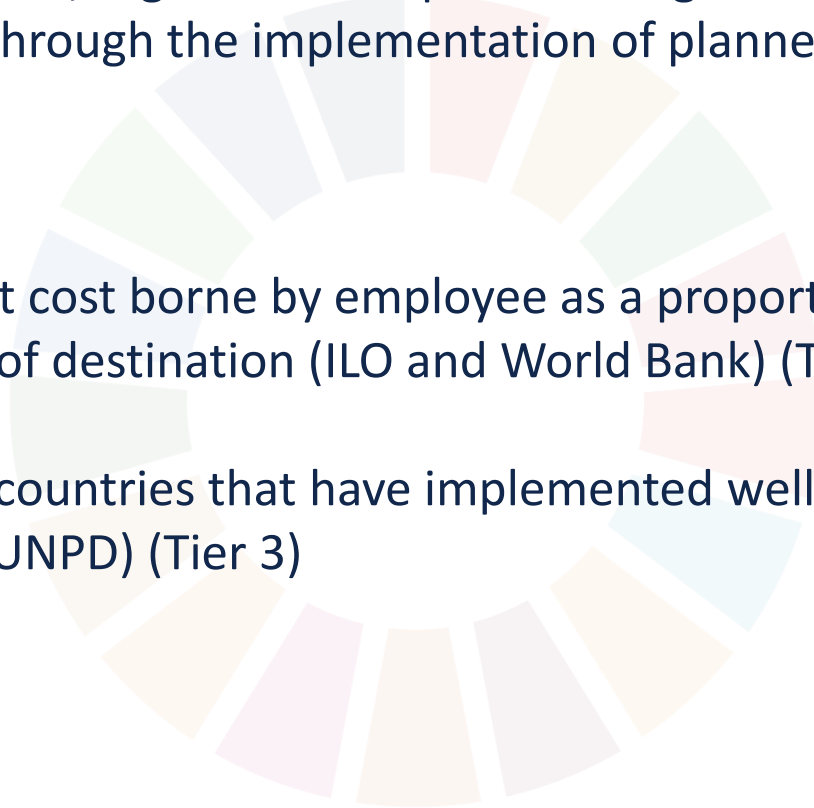 hrough the implementation of planne
t cost borne by employee as a proport
of destination (ILO and World Bank) (T
countries that have implemented well
UNPD) (Tier 3)